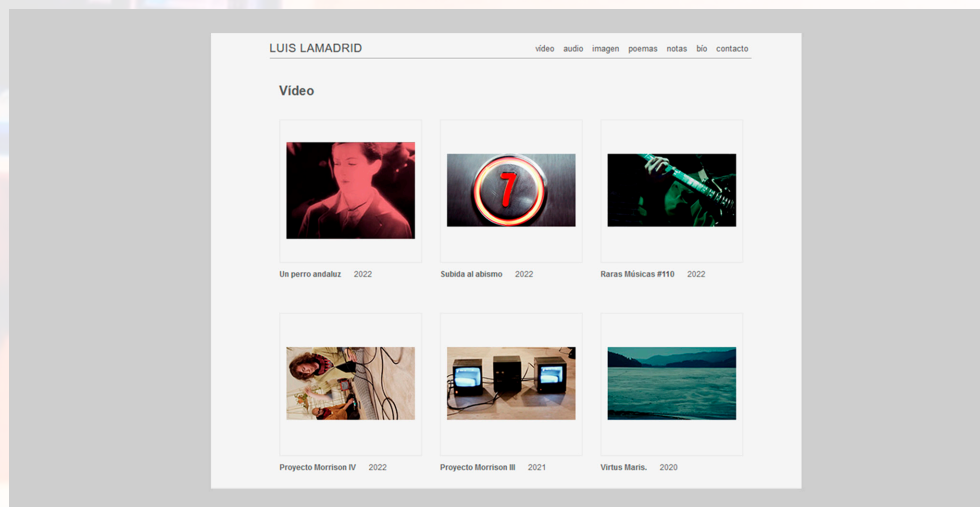 LUIS LAMADRID
vídeo audio imagen poemas notas bío contacto
Vídeo
7
Un perro andaluz 2022
Subida al abismo 2022
Raras Músicas #110 2022
Proyecto Morrison IV 2022
Proyecto Morrison III 2021
Virtus Maris. 2020